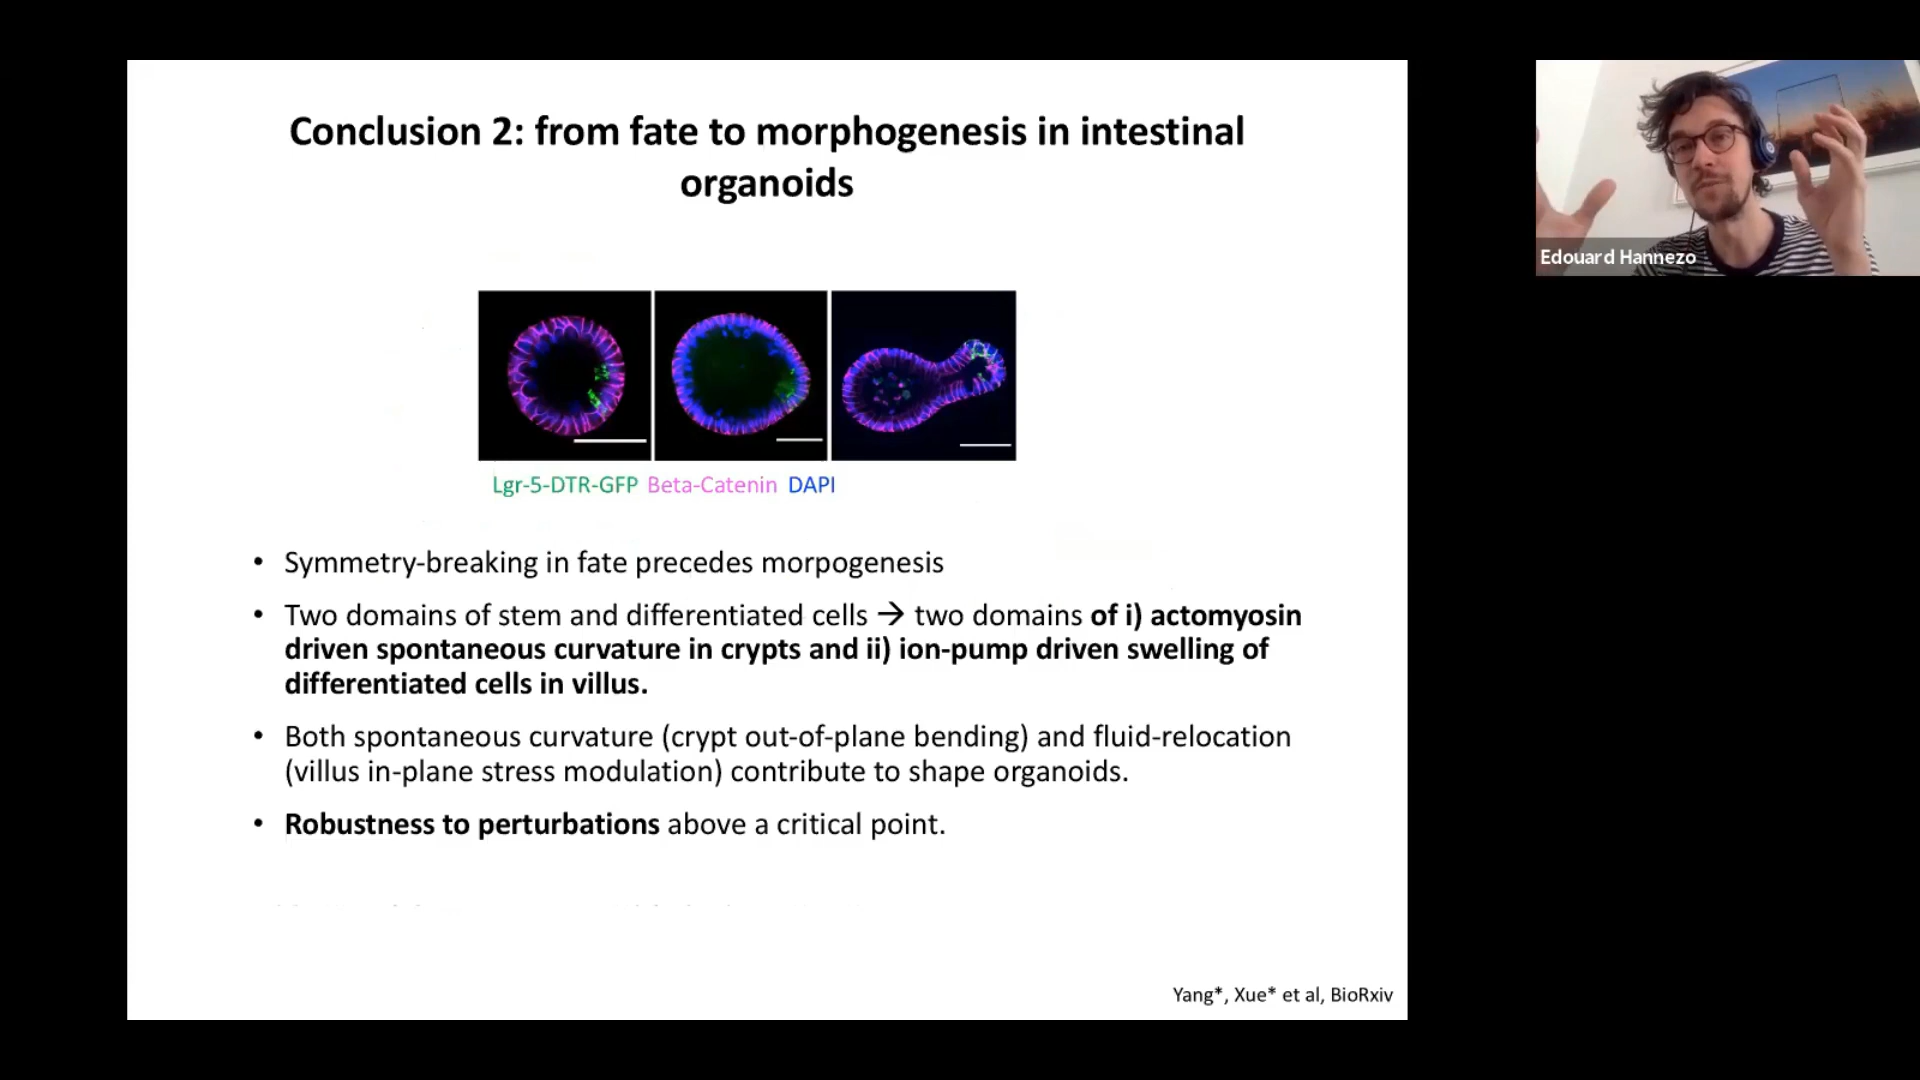 Conclusion 2: from fate to morphogenesis in intestinal
organoids
Edouard Hannezo
Lgr-5-DTR-GFP Beta-Catenin DAPI
• Symmetry-breaking in fate precedes morpogenesis
• Two domains of stem and differentiated cells → two domains of i) actomyosin
driven spontaneous curvature in crypts and ii) ion-pump driven swelling of
differentiated cells in villus.
• Both spontaneous curvature (crypt out-of-plane bending) and fluid-relocation
(villus in-plane stress modulation) contribute to shape organoids.
• Robustness to perturbations above a critical point.
Yang*, Xue* et al, BioRxiv